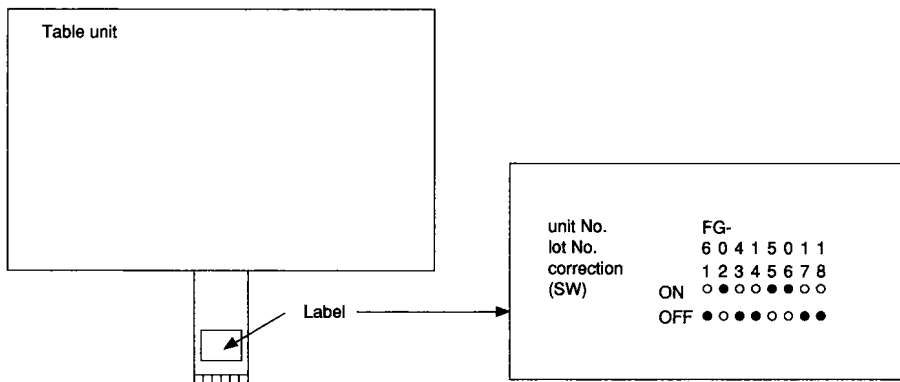 Table unit
unit No. FG-
lot No. 6 0 4 1 5 0 1 1
correction 1 2 3 4 5 6 7 8
(SW) ON ○ ● ○ ○ ● ● ○ ○
OFF ● ○ ● ● ○ ○ ● ●
Label